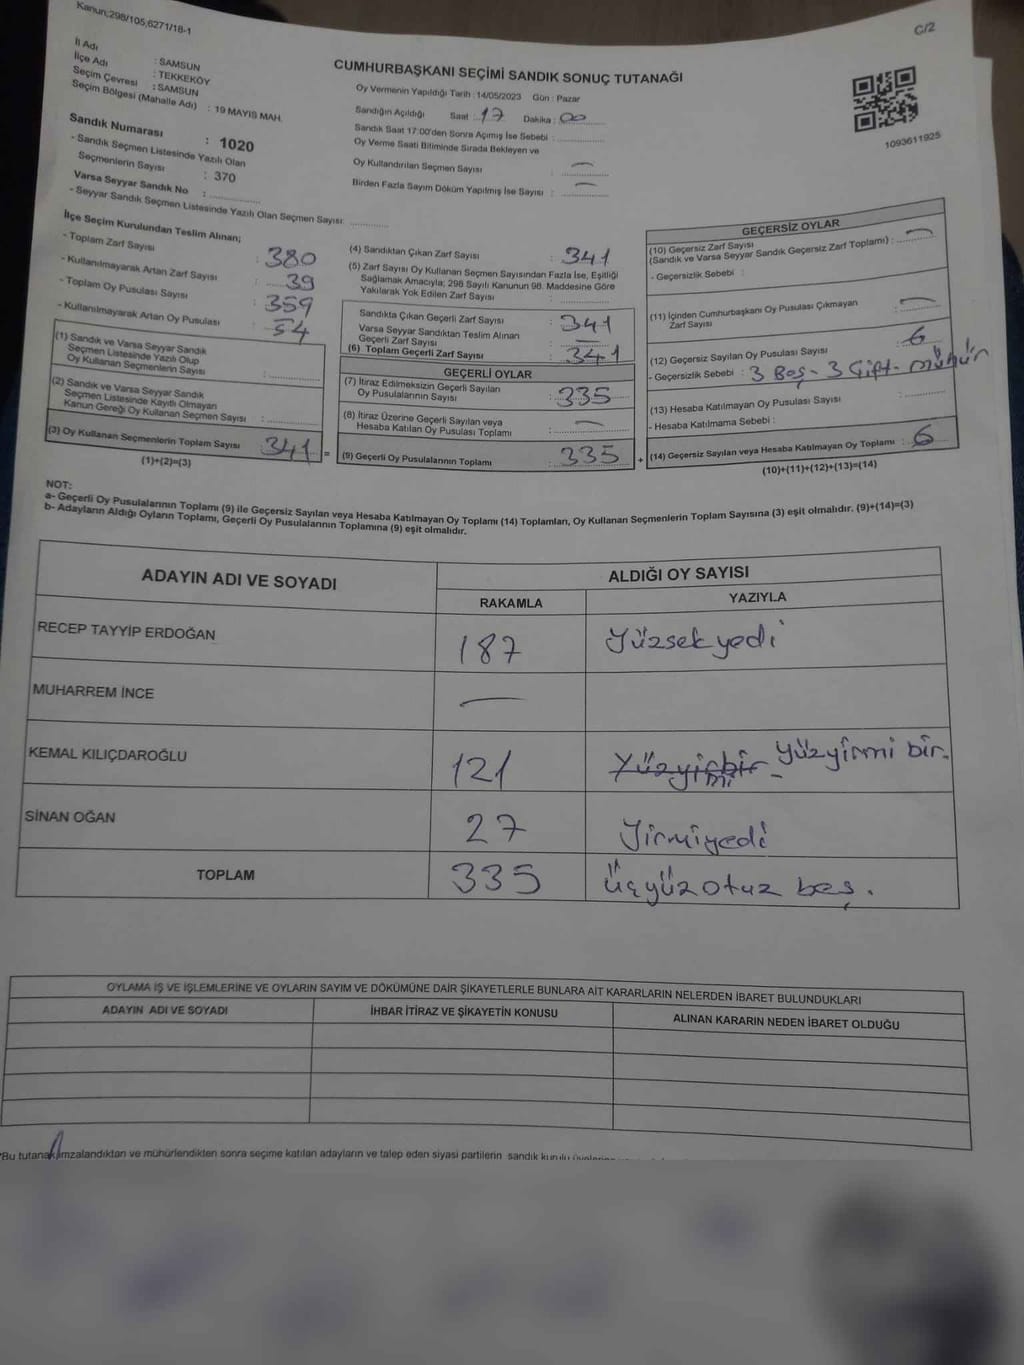 Kanun;298/105,6271/18-1
C/2
İl Adı : SAMSUN
İlçe Adı : TEKKEKÖY
Seçim Çevresi : SAMSUN
Seçim Bölgesi (Mahalle Adı) : 19 MAYIS MAH.
CUMHURBAŞKANI SEÇİMİ SANDIK SONUÇ TUTANAĞI
Oy Vermenin Yapıldığı Tarih : 14/05/2023 Gün : Pazar
Sandığın Açıldığı Saat : 17 Dakika : 00
Sandık Saat 17:00'den Sonra Açımış İse Sebebi :
Oy Verme Saati Bitiminde Sırada Bekleyen ve
Oy Kullandırılan Seçmen Sayısı : —
Birden Fazla Sayım Döküm Yapılmış İse Sayısı : —
1093611925
Sandık Numarası : 1020
- Sandık Seçmen Listesinde Yazılı Olan
Seçmenlerin Sayısı : 370
Varsa Seyyar Sandık No :
- Seyyar Sandık Seçmen Listesinde Yazılı Olan Seçmen Sayısı:
İlçe Seçim Kurulundan Teslim Alınan;
- Toplam Zarf Sayısı : 380
- Kullanılmayarak Artan Zarf Sayısı : 39
- Toplam Oy Pusulası Sayısı : 359
- Kullanılmayarak Artan Oy Pusulası : 54
(1) Sandık ve Varsa Seyyar Sandık
Seçmen Listesinde Yazılı Olup
Oy Kullanan Seçmenlerin Sayısı :
(2) Sandık ve Varsa Seyyar Sandık
Seçmen Listesinde Kayıtlı Olmayan
Kanun Gereği Oy Kullanan Seçmen Sayısı :
(3) Oy Kullanan Seçmenlerin Toplam Sayısı 341 =
(1)+(2)=(3)
(4) Sandıktan Çıkan Zarf Sayısı : 341
(5) Zarf Sayısı Oy Kullanan Seçmen Sayısından Fazla İse, Eşitliği
Sağlamak Amacıyla; 298 Sayılı Kanunun 98. Maddesine Göre
Yakılarak Yok Edilen Zarf Sayısı :
Sandıkta Çıkan Geçerli Zarf Sayısı : 341
Varsa Seyyar Sandıktan Teslim Alınan
Geçerli Zarf Sayısı : —
(6) Toplam Geçerli Zarf Sayısı : 341
GEÇERLİ OYLAR
(7) İtiraz Edilmeksizin Geçerli Sayılan
Oy Pusulalarının Sayısı : 335
(8) İtiraz Üzerine Geçerli Sayılan veya
Hesaba Katılan Oy Pusulası Toplamı : —
(9) Geçerli Oy Pusulalarının Toplamı : 335 +
GEÇERSİZ OYLAR
(10) Geçersiz Zarf Sayısı
(Sandık ve Varsa Seyyar Sandık Geçersiz Zarf Toplamı) : —
- Geçersizlik Sebebi :
(11) İçinden Cumhurbaşkanı Oy Pusulası Çıkmayan
Zarf Sayısı : —
(12) Geçersiz Sayılan Oy Pusulası Sayısı : 6
- Geçersizlik Sebebi : 3 Boş - 3 Çift - mühür
(13) Hesaba Katılmayan Oy Pusulası Sayısı :
- Hesaba Katılmama Sebebi :
(14) Geçersiz Sayılan veya Hesaba Katılmayan Oy Toplamı : 6
(10)+(11)+(12)+(13)=(14)
NOT:
a- Geçerli Oy Pusulalarının Toplamı (9) ile Geçersiz Sayılan veya Hesaba Katılmayan Oy Toplamı (14) Toplamları, Oy Kullanan Seçmenlerin Toplam Sayısına (3) eşit olmalıdır. (9)+(14)=(3)
b- Adayların Aldığı Oyların Toplamı, Geçerli Oy Pusulalarının Toplamına (9) eşit olmalıdır.
ADAYIN ADI VE SOYADI
ALDIĞI OY SAYISI
RAKAMLA
YAZIYLA
RECEP TAYYİP ERDOĞAN 187 Yüzsekyedi
MUHARREM İNCE —
KEMAL KILIÇDAROĞLU 121 Yüzyirmibir - Yüzyirmi bir.
SİNAN OĞAN 27 Yirmiyedi
TOPLAM 335 üçyüzotuz beş.
OYLAMA İŞ VE İŞLEMLERİNE VE OYLARIN SAYIM VE DÖKÜMÜNE DAİR ŞİKAYETLERLE BUNLARA AİT KARARLARIN NELERDEN İBARET BULUNDUKLARI
ADAYIN ADI VE SOYADI
İHBAR İTİRAZ VE ŞİKAYETİN KONUSU
ALINAN KARARIN NEDEN İBARET OLDUĞU
*Bu tutanak imzalandıktan ve mühürlendikten sonra seçime katılan adayların ve talep eden siyasi partilerin sandık kurulu üyelerine